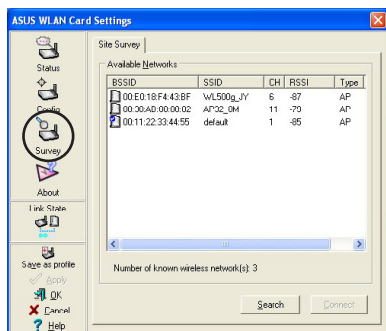 ASUS WLAN Card Settings
Status
Config
Survey
About
Link State
Save as profile
Apply
OK
Cancel
Help
Site Survey
Available Networks
BSSID SSID CH RSSI Type
00:E0:18:F4:43:BF WL500g_JY 6 -87 AP
00:30:AB:00:00:02 AP32_0M 11 -79 AP
00:11:22:33:44:55 default 1 -85 AP
Number of known wireless network(s): 3
Search Connect